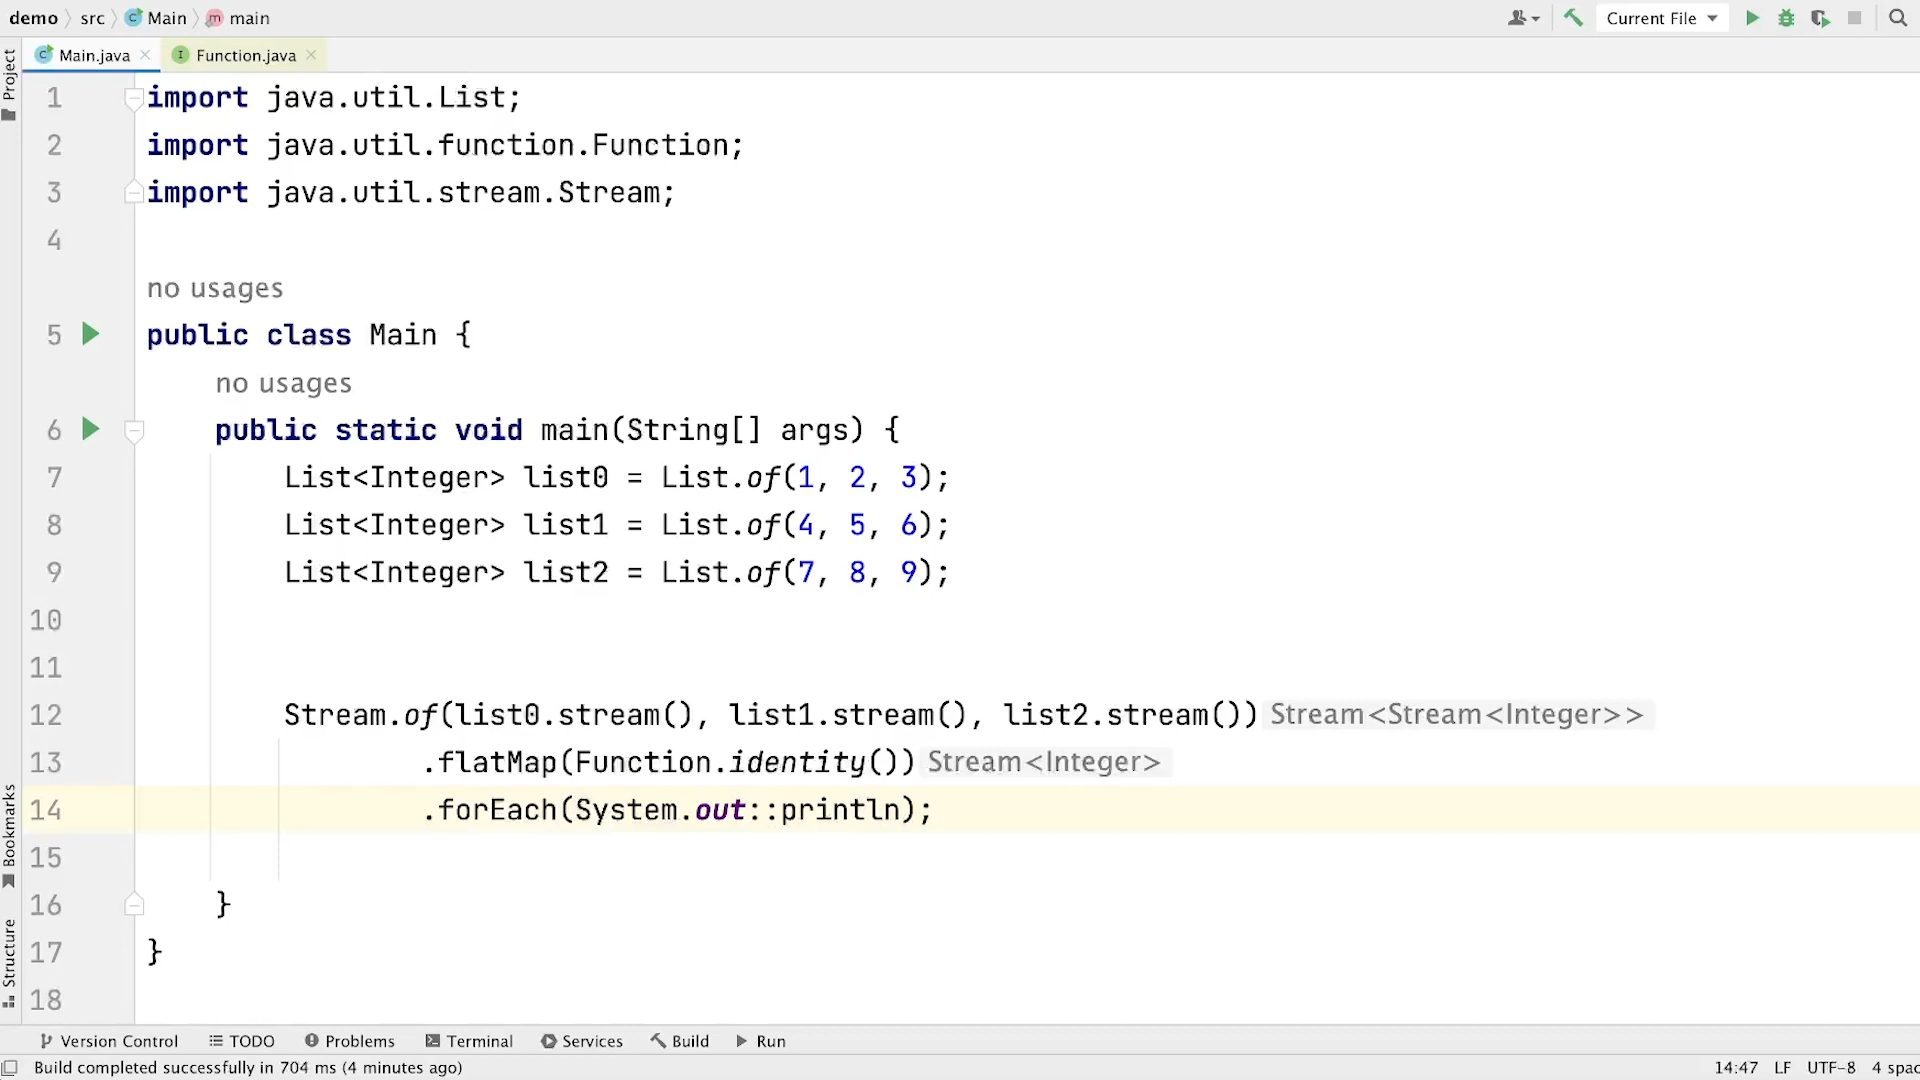 demo src Main main Current File
Main.java Function.java
Project
1 import java.util.List;
2 import java.util.function.Function;
3 import java.util.stream.Stream;
4
no usages
5 public class Main {
no usages
6 public static void main(String[] args) {
7 List<Integer> list0 = List.of(1, 2, 3);
8 List<Integer> list1 = List.of(4, 5, 6);
9 List<Integer> list2 = List.of(7, 8, 9);
10
11
12 Stream.of(list0.stream(), list1.stream(), list2.stream()) Stream<Stream<Integer>>
13 .flatMap(Function.identity()) Stream<Integer>
14 .forEach(System.out::println);
15
16 }
17 }
18
Bookmarks
Structure
Version Control TODO Problems Terminal Services Build Run
Build completed successfully in 704 ms (4 minutes ago) 14:47 LF UTF-8 4 spac